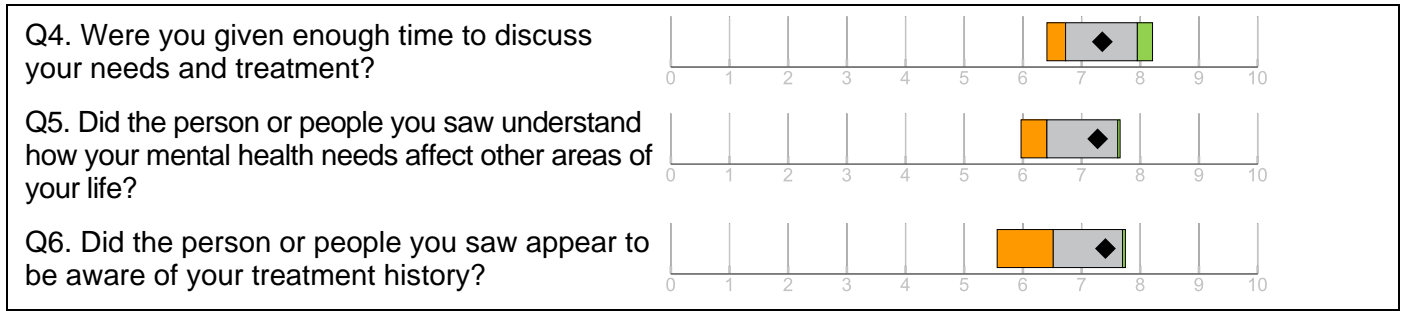 Q4. Were you given enough time to discuss
your needs and treatment?
0 1 2 3 4 5 6 7 8 9 10
Q5. Did the person or people you saw understand
how your mental health needs affect other areas of
your life?
0 1 2 3 4 5 6 7 8 9 10
Q6. Did the person or people you saw appear to
be aware of your treatment history?
0 1 2 3 4 5 6 7 8 9 10